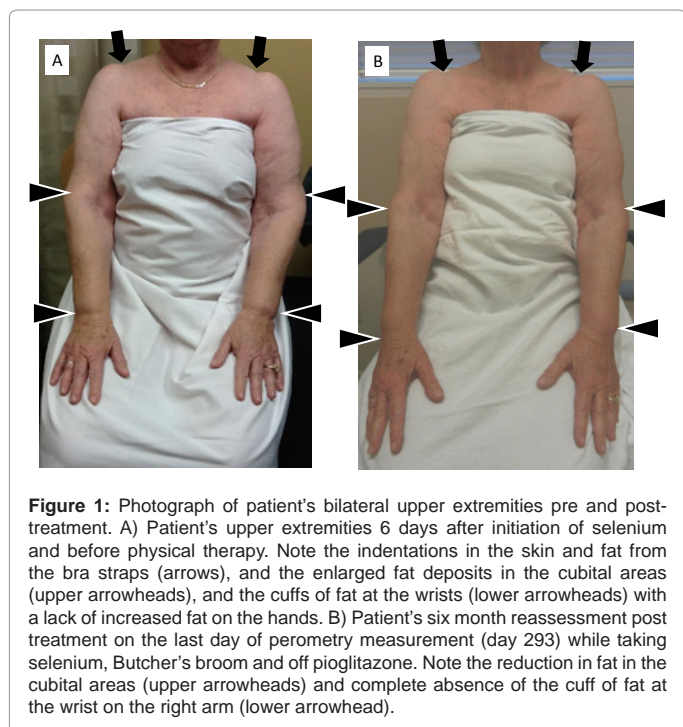 A
B
Figure 1: Photograph of patient's bilateral upper extremities pre and post-
treatment. A) Patient's upper extremities 6 days after initiation of selenium
and before physical therapy. Note the indentations in the skin and fat from
the bra straps (arrows), and the enlarged fat deposits in the cubital areas
(upper arrowheads), and the cuffs of fat at the wrists (lower arrowheads) with
a lack of increased fat on the hands. B) Patient's six month reassessment post
treatment on the last day of perometry measurement (day 293) while taking
selenium, Butcher's broom and off pioglitazone. Note the reduction in fat in the
cubital areas (upper arrowheads) and complete absence of the cuff of fat at
the wrist on the right arm (lower arrowhead).